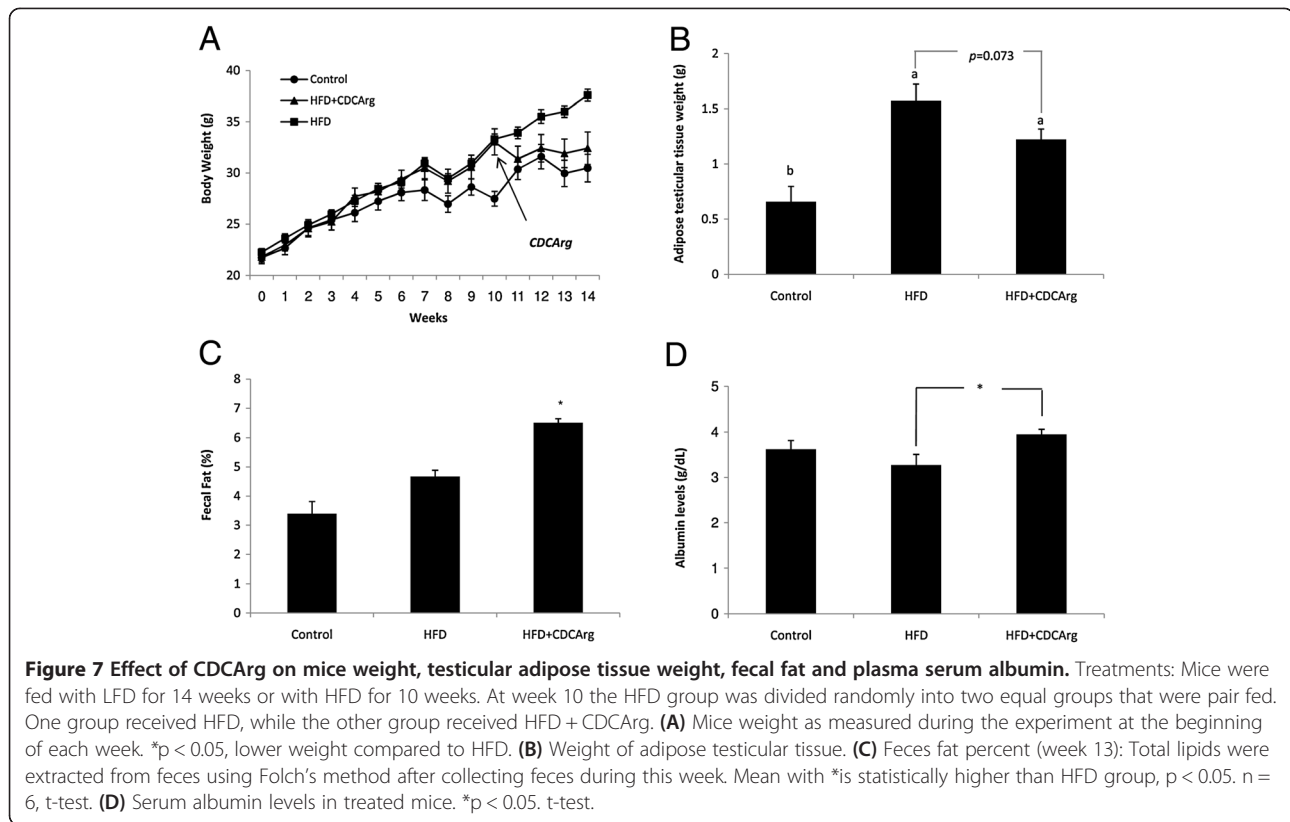 A
40
35
30
25
20
Body Weight (g)
Control
HFD+CDCArg
HFD
CDCArg
0 1 2 3 4 5 6 7 8 9 10 11 12 13 14
Weeks
B
2
1.5
1
0.5
0
Adipose testicular tissue weight (g)
b
a
a
p=0.073
Control HFD HFD+CDCArg
C
8
7
6
5
4
3
2
1
0
Fecal Fat (%)
*
Control HFD HFD+CDCArg
D
5
4
3
2
1
0
Albumin levels (g/dL)
*
Control HFD HFD+CDCArg
Figure 7 Effect of CDCArg on mice weight, testicular adipose tissue weight, fecal fat and plasma serum albumin. Treatments: Mice were
fed with LFD for 14 weeks or with HFD for 10 weeks. At week 10 the HFD group was divided randomly into two equal groups that were pair fed.
One group received HFD, while the other group received HFD + CDCArg. (A) Mice weight as measured during the experiment at the beginning
of each week. *p < 0.05, lower weight compared to HFD. (B) Weight of adipose testicular tissue. (C) Feces fat percent (week 13): Total lipids were
extracted from feces using Folch's method after collecting feces during this week. Mean with *is statistically higher than HFD group, p < 0.05. n =
6, t-test. (D) Serum albumin levels in treated mice. *p < 0.05. t-test.